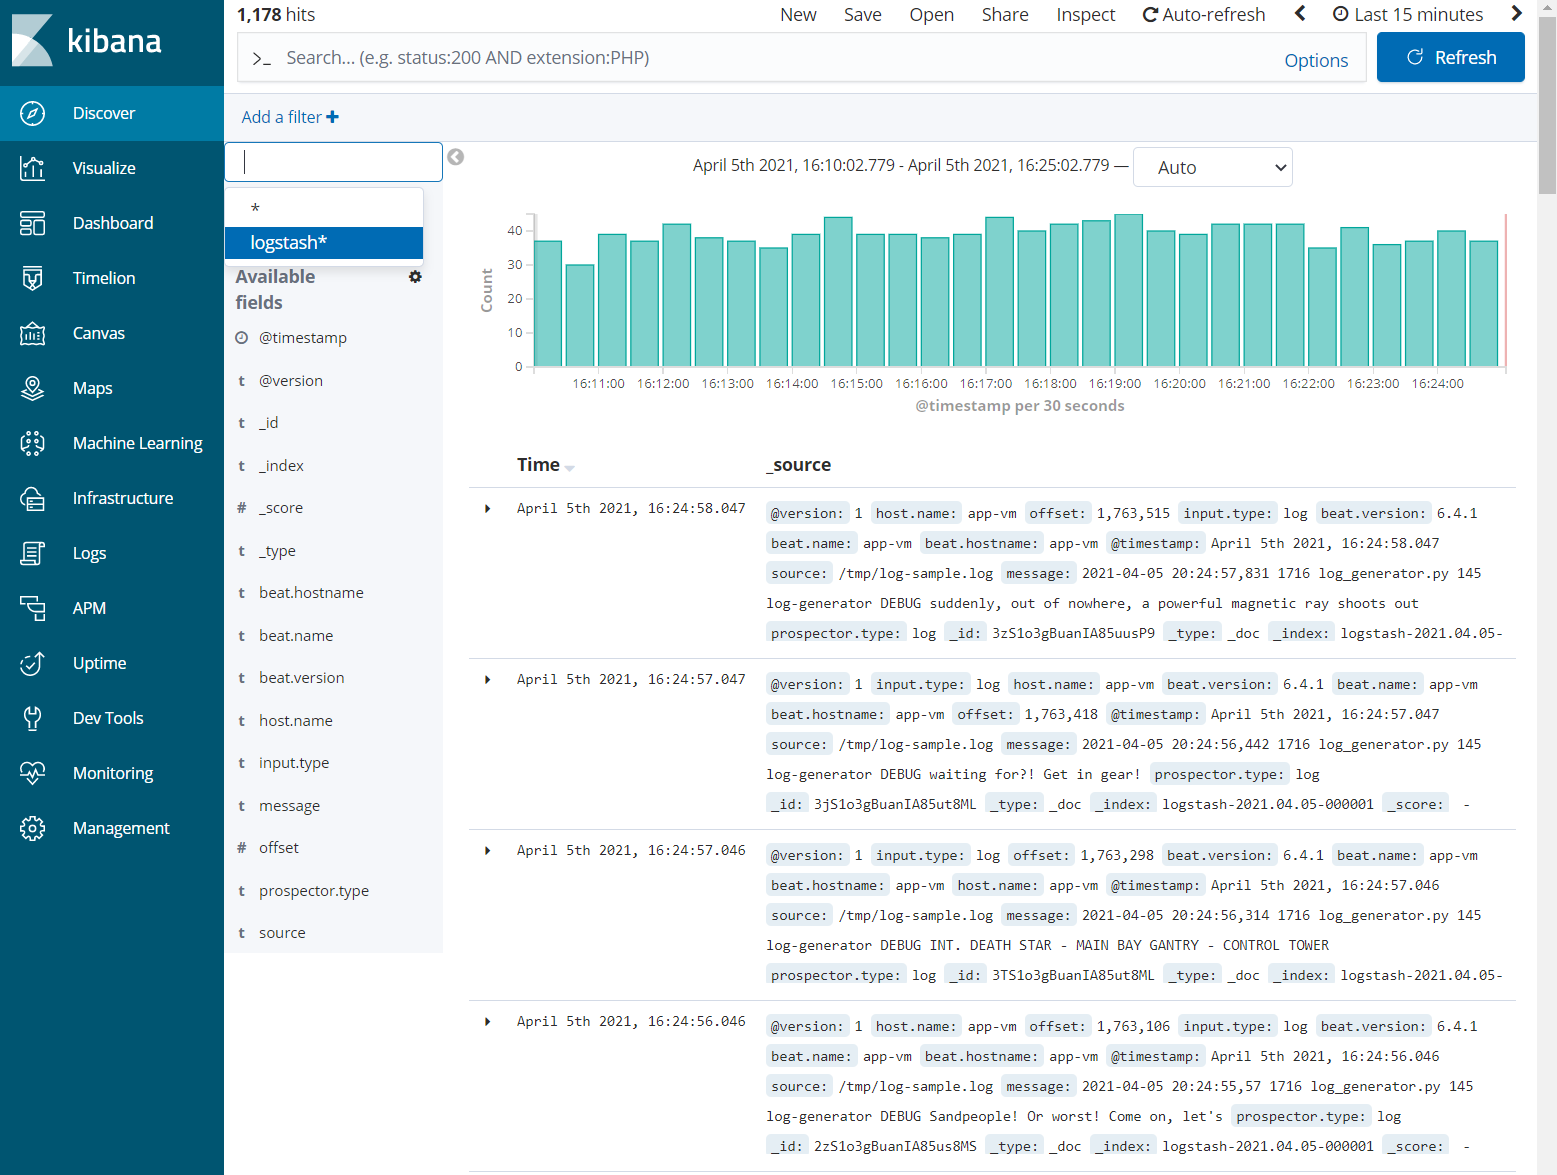 kibana
Discover
Visualize
Dashboard
Timelion
Canvas
Maps
Machine Learning
Infrastructure
Logs
APM
Uptime
Dev Tools
Monitoring
Management
1,178 hits
New Save Open Share Inspect Auto-refresh Last 15 minutes
>_ Search... (e.g. status:200 AND extension:PHP) Options Refresh
Add a filter +
*
logstash*
Available
fields
@timestamp
t @version
t _id
t _index
# _score
t _type
t beat.hostname
t beat.name
t beat.version
t host.name
t input.type
t message
# offset
t prospector.type
t source
April 5th 2021, 16:10:02.779 - April 5th 2021, 16:25:02.779 — Auto
Count
40
30
20
10
0
16:11:00 16:12:00 16:13:00 16:14:00 16:15:00 16:16:00 16:17:00 16:18:00 16:19:00 16:20:00 16:21:00 16:22:00 16:23:00 16:24:00
@timestamp per 30 seconds
Time _source
April 5th 2021, 16:24:58.047 @version: 1 host.name: app-vm offset: 1,763,515 input.type: log beat.version: 6.4.1
beat.name: app-vm beat.hostname: app-vm @timestamp: April 5th 2021, 16:24:58.047
source: /tmp/log-sample.log message: 2021-04-05 20:24:57,831 1716 log_generator.py 145
log-generator DEBUG suddenly, out of nowhere, a powerful magnetic ray shoots out
prospector.type: log _id: 3zS1o3gBuanIA85uusP9 _type: _doc _index: logstash-2021.04.05-
April 5th 2021, 16:24:57.047 @version: 1 input.type: log host.name: app-vm beat.version: 6.4.1 beat.name: app-vm
beat.hostname: app-vm offset: 1,763,418 @timestamp: April 5th 2021, 16:24:57.047
source: /tmp/log-sample.log message: 2021-04-05 20:24:56,442 1716 log_generator.py 145
log-generator DEBUG waiting for?! Get in gear! prospector.type: log
_id: 3jS1o3gBuanIA85ut8ML _type: _doc _index: logstash-2021.04.05-000001 _score: -
April 5th 2021, 16:24:57.046 @version: 1 input.type: log offset: 1,763,298 beat.version: 6.4.1 beat.name: app-vm
beat.hostname: app-vm host.name: app-vm @timestamp: April 5th 2021, 16:24:57.046
source: /tmp/log-sample.log message: 2021-04-05 20:24:56,314 1716 log_generator.py 145
log-generator DEBUG INT. DEATH STAR - MAIN BAY GANTRY - CONTROL TOWER
prospector.type: log _id: 3TS1o3gBuanIA85ut8ML _type: _doc _index: logstash-2021.04.05-
April 5th 2021, 16:24:56.046 @version: 1 host.name: app-vm offset: 1,763,106 input.type: log beat.version: 6.4.1
beat.name: app-vm beat.hostname: app-vm @timestamp: April 5th 2021, 16:24:56.046
source: /tmp/log-sample.log message: 2021-04-05 20:24:55,57 1716 log_generator.py 145
log-generator DEBUG Sandpeople! Or worst! Come on, let's prospector.type: log
_id: 2zS1o3gBuanIA85us8MS _type: _doc _index: logstash-2021.04.05-000001 _score: -